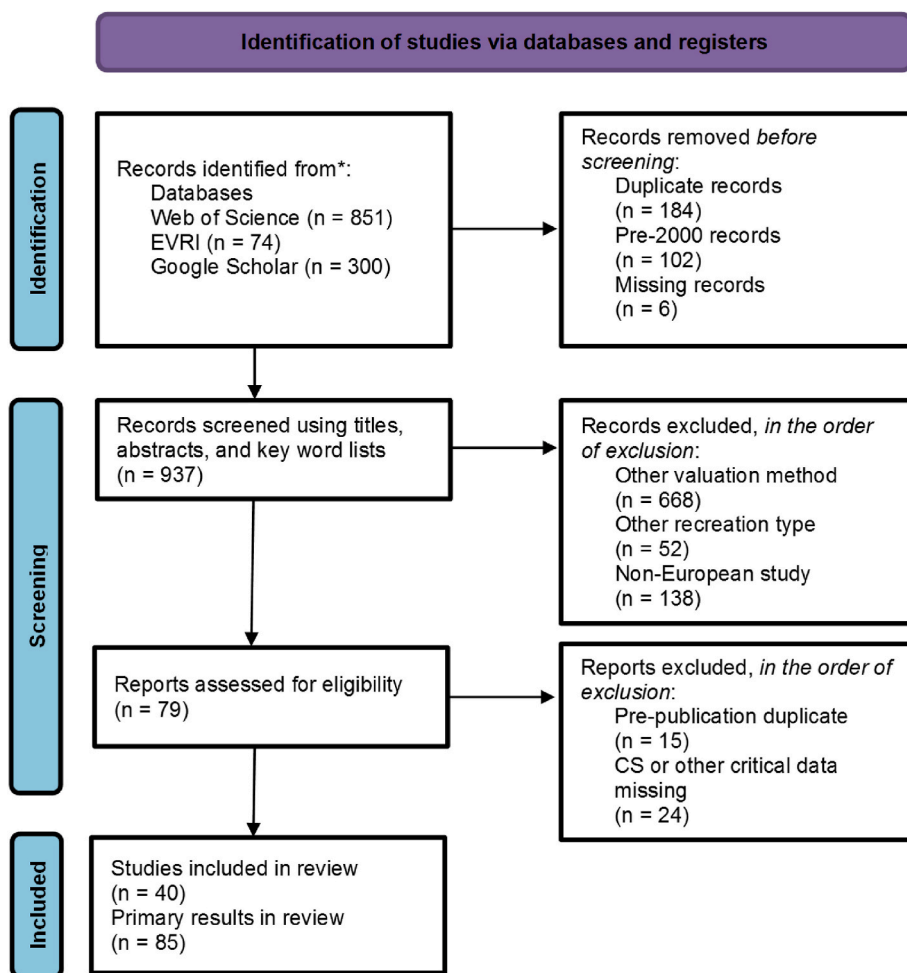 Identification of studies via databases and registers
Identification
Records identified from*:
Databases
Web of Science (n = 851)
EVRI (n = 74)
Google Scholar (n = 300)
Records removed before
screening:
Duplicate records
(n = 184)
Pre-2000 records
(n = 102)
Missing records
(n = 6)
Screening
Records screened using titles,
abstracts, and key word lists
(n = 937)
Records excluded, in the order
of exclusion:
Other valuation method
(n = 668)
Other recreation type
(n = 52)
Non-European study
(n = 138)
Reports assessed for eligibility
(n = 79)
Reports excluded, in the order of
exclusion:
Pre-publication duplicate
(n = 15)
CS or other critical data
missing
(n = 24)
Included
Studies included in review
(n = 40)
Primary results in review
(n = 85)